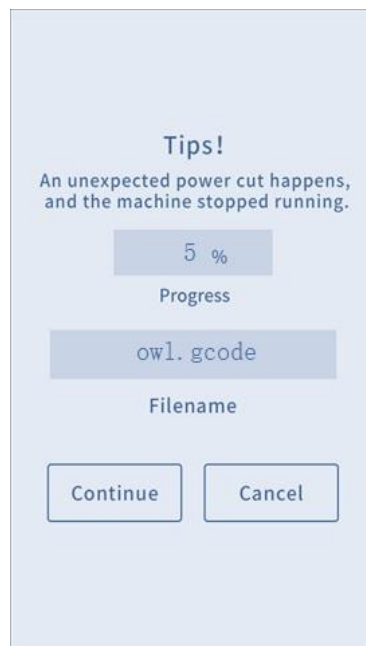 Tips!
An unexpected power cut happens,
and the machine stopped running.
5 %
Progress
owl.gcode
Filename
Continue
Cancel